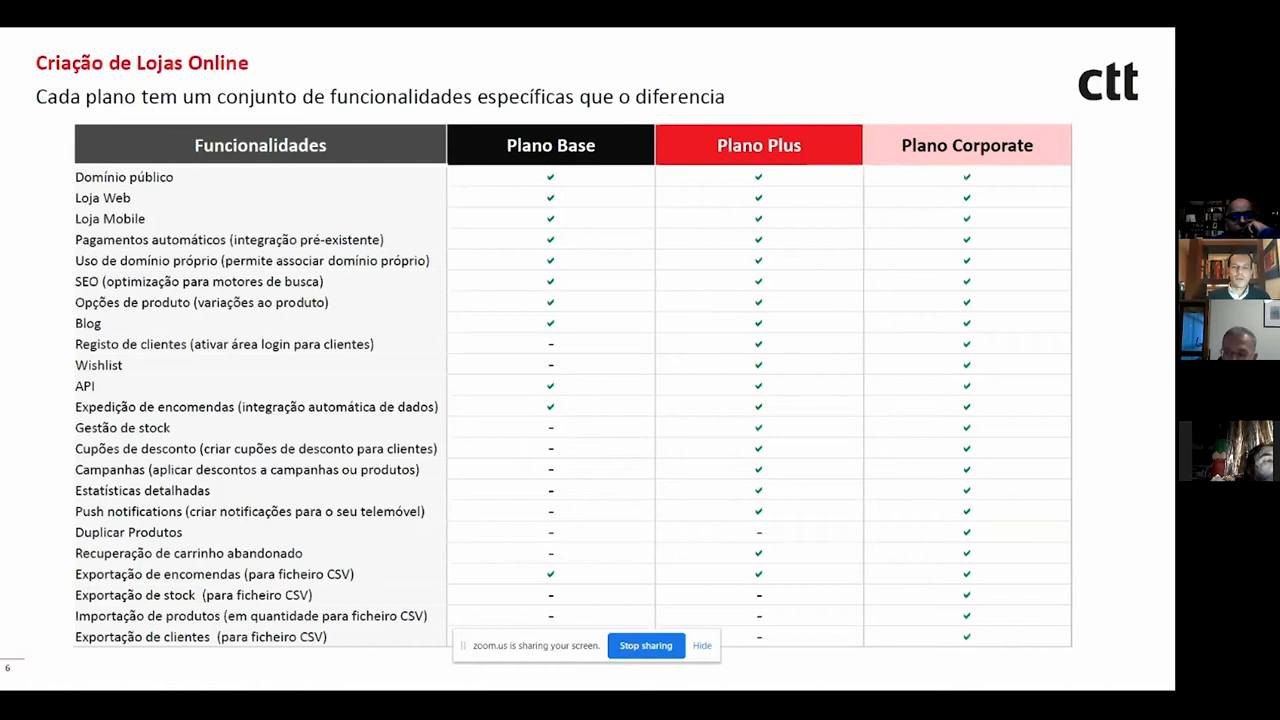 Criação de Lojas Online
ctt
Cada plano tem um conjunto de funcionalidades específicas que o diferencia
Funcionalidades Plano Base Plano Plus Plano Corporate
Domínio público ✓ ✓ ✓
Loja Web ✓ ✓ ✓
Loja Mobile ✓ ✓ ✓
Pagamentos automáticos (integração pré-existente) ✓ ✓ ✓
Uso de domínio próprio (permite associar domínio próprio) ✓ ✓ ✓
SEO (optimização para motores de busca) ✓ ✓ ✓
Opções de produto (variações ao produto) ✓ ✓ ✓
Blog ✓ ✓ ✓
Registo de clientes (ativar área login para clientes) - ✓ ✓
Wishlist - ✓ ✓
API ✓ ✓ ✓
Expedição de encomendas (integração automática de dados) ✓ ✓ ✓
Gestão de stock - ✓ ✓
Cupões de desconto (criar cupões de desconto para clientes) - ✓ ✓
Campanhas (aplicar descontos a campanhas ou produtos) - ✓ ✓
Estatísticas detalhadas - ✓ ✓
Push notifications (criar notificações para o seu telemóvel) - ✓ ✓
Duplicar Produtos - - ✓
Recuperação de carrinho abandonado - ✓ ✓
Exportação de encomendas (para ficheiro CSV) ✓ ✓ ✓
Exportação de stock (para ficheiro CSV) - - ✓
Importação de produtos (em quantidade para ficheiro CSV) - - ✓
Exportação de clientes (para ficheiro CSV) - ✓
zoom.us is sharing your screen. Stop sharing Hide
6